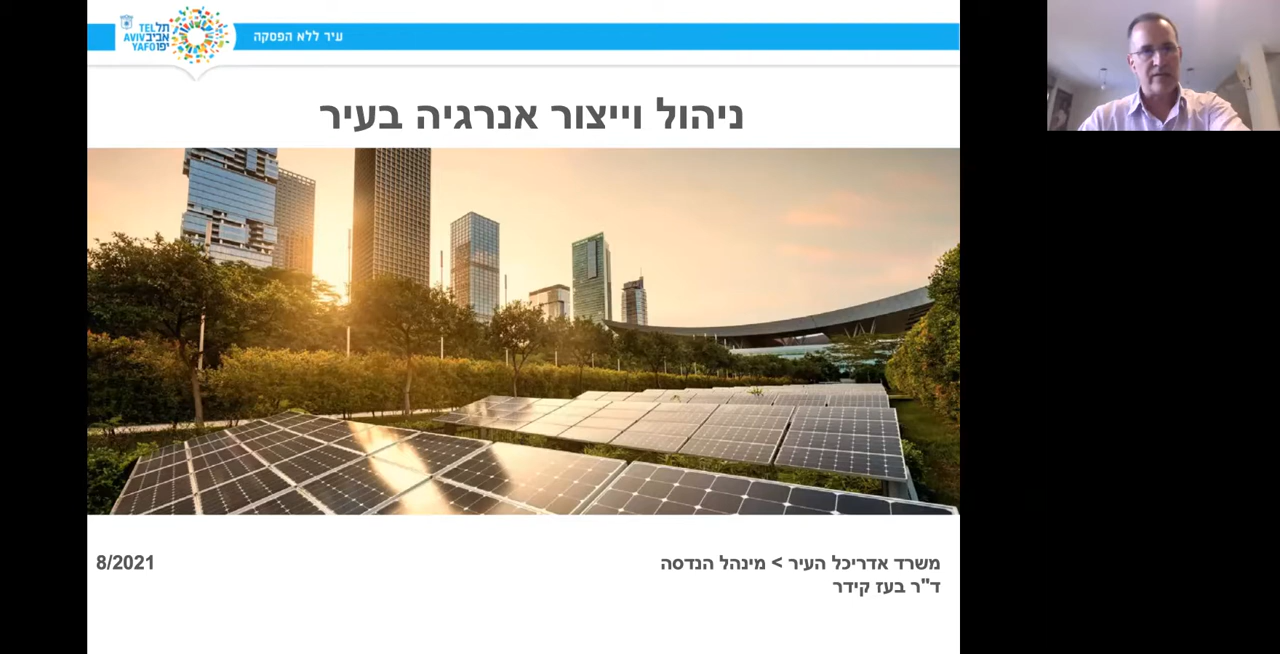 תל
TEL
אביב AVIV
יפו YAFO
עיר ללא הפסקה
ניהול וייצור אנרגיה בעיר
משרד אדריכל העיר > מינהל הנדסה
8/2021
ד"ר בעז קידר